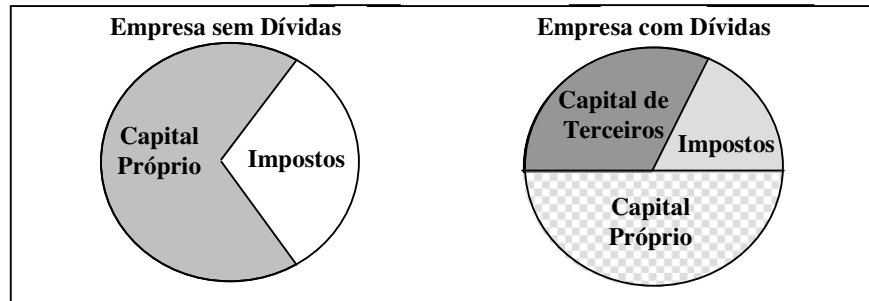 Empresa sem Dívidas
Capital
Próprio
Impostos
Empresa com Dívidas
Capital de
Terceiros
Impostos
Capital
Próprio